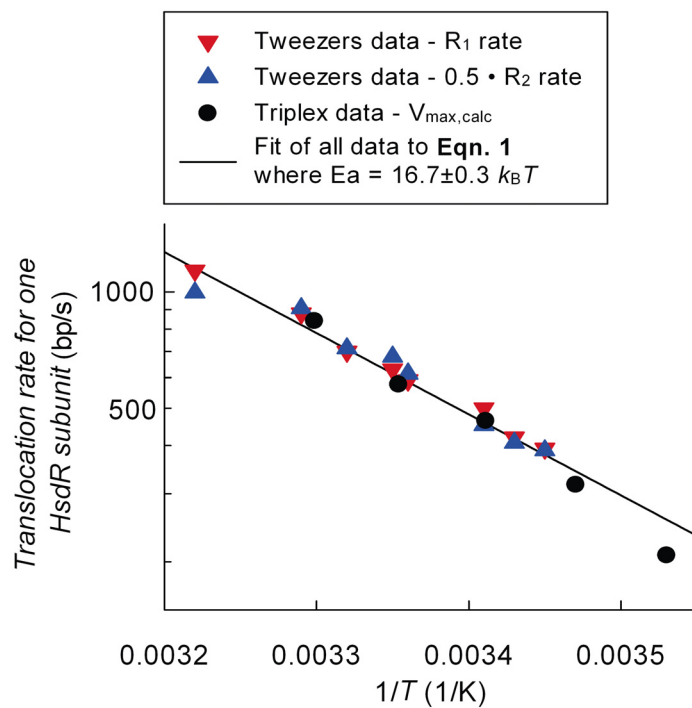 Tweezers data - R₁ rate
Tweezers data - 0.5 • R₂ rate
Triplex data - Vmax,calc
Fit of all data to Eqn. 1
where Ea = 16.7±0.3 kBT
Translocation rate for one
HsdR subunit (bp/s)
1000
500
0.0032 0.0033 0.0034 0.0035
1/T (1/K)